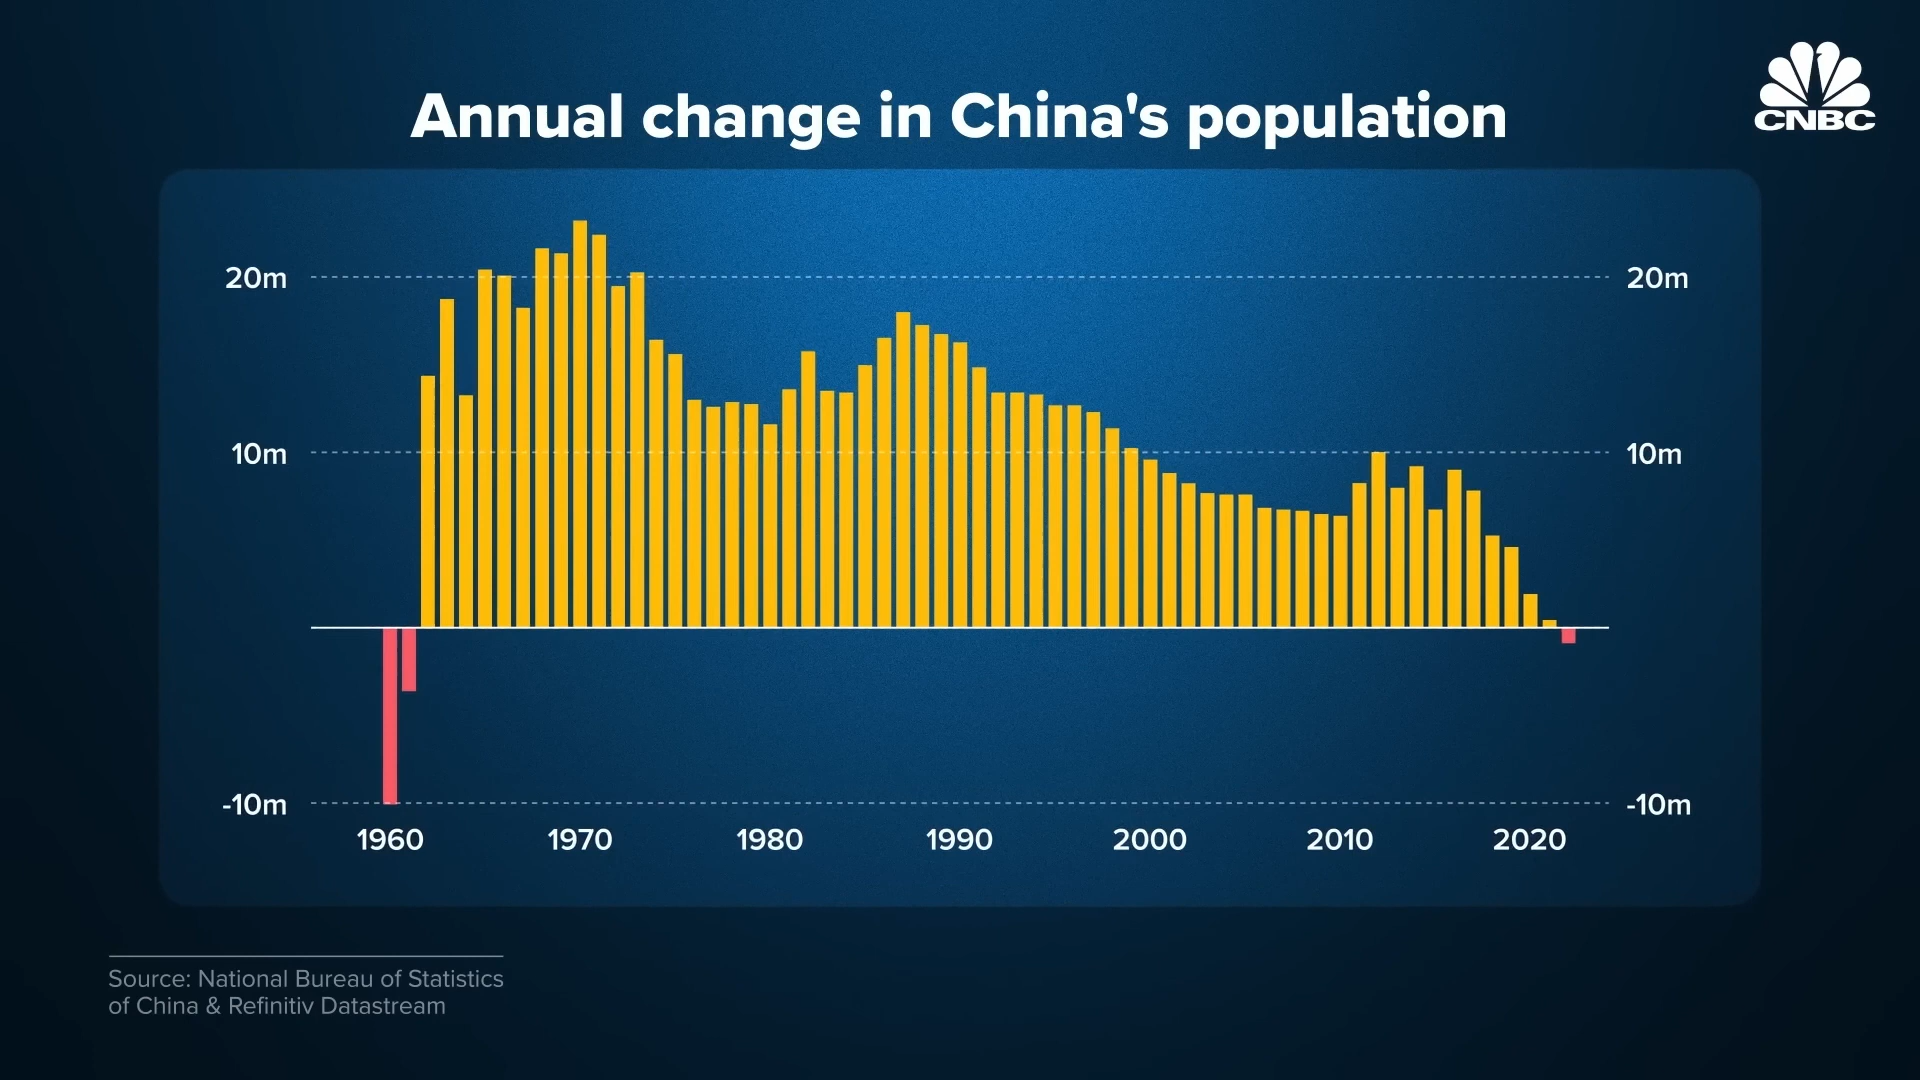 CNBC
Annual change in China's population
20m 20m
10m 10m
-10m -10m
1960 1970 1980 1990 2000 2010 2020
Source: National Bureau of Statistics
of China & Refinitiv Datastream